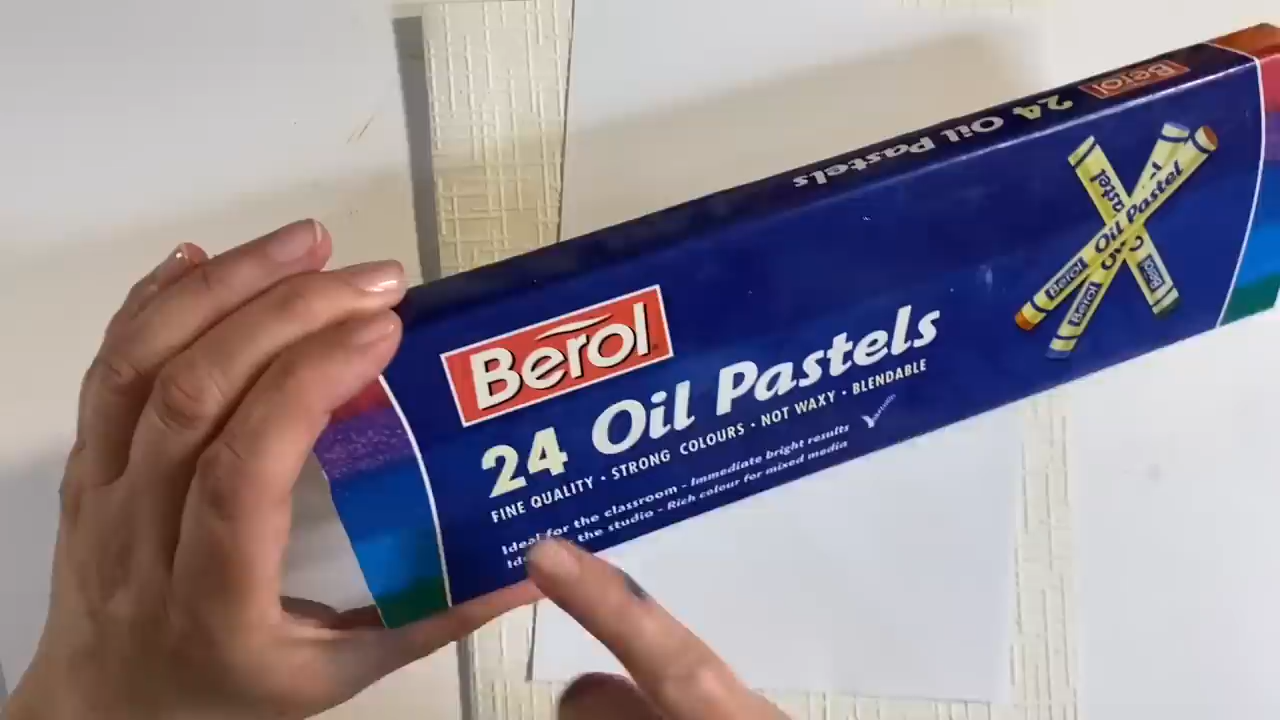 Berol
24 Oil Pastels
Berol
24 Oil Pastels
FINE QUALITY · STRONG COLOURS · NOT WAXY · BLENDABLE
Ideal for the classroom - Immediate bright results
the studio - Rich colour for mixed media
Pastel
Berol Oil Pastel
Berol
Berol